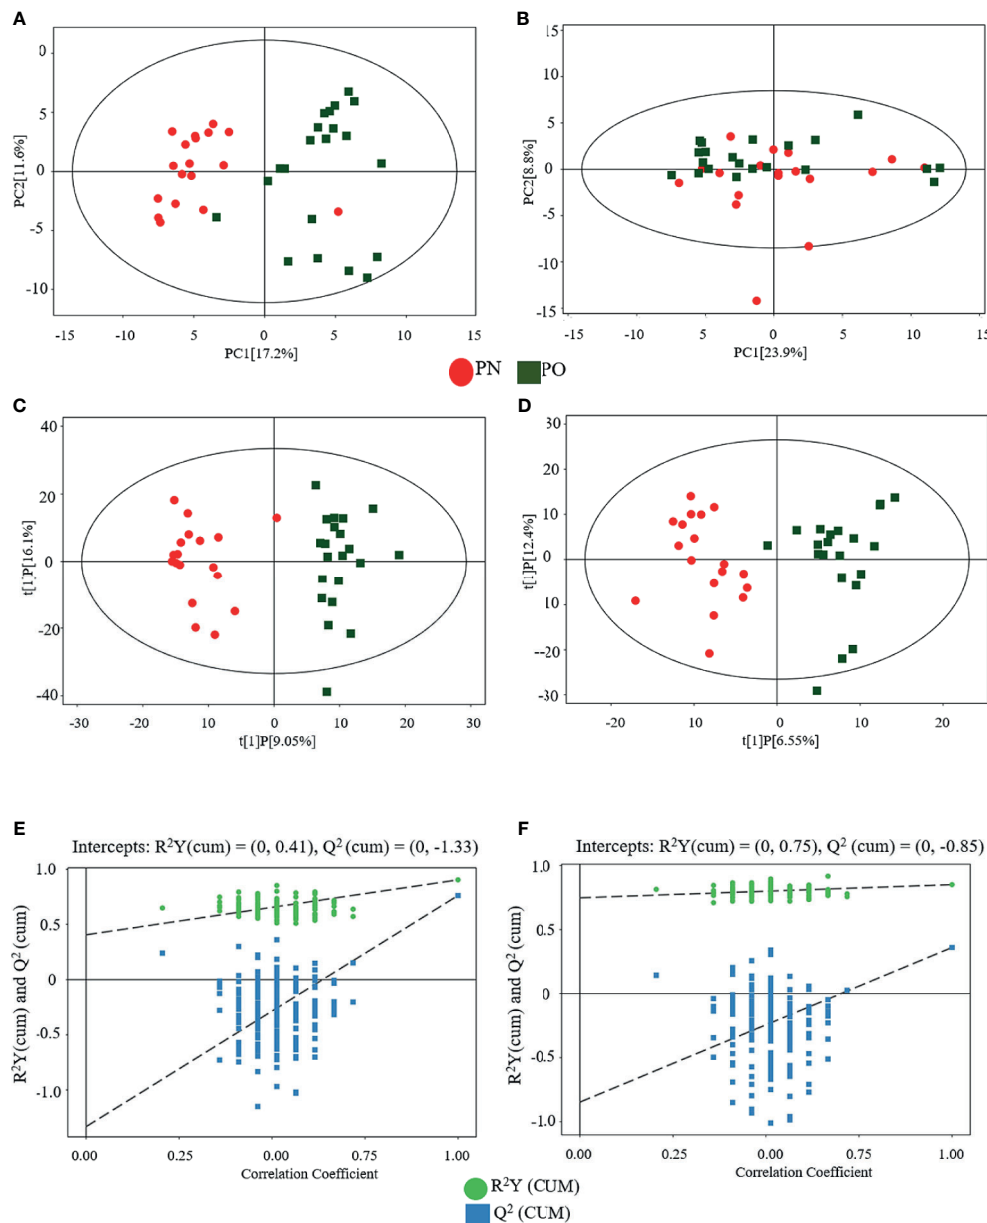 A
0
5
0
-5
-10
PC2[11.6%]
-15
-10
-5
0
5
10
15
PC1[17.2%]
B
15
10
5
0
-5
-10
-15
PC2[8.8%]
-15
-10
5
0
5
10
15
PC1[23.9%]
PN
PO
C
40
20
0
-20
-40
t[1]P[16.1%]
-30
-20
10
0
10
20
30
t[1]P[9.05%]
D
30
20
10
0
10
--20
-30
t[1]P[12.4%]
-20
-10
0
10
20
t[1]P[6.55%]
E
Intercepts: R²Y(cum) = (0, 0.41), Q² (cum) = (0, -1.33)
1.0
0.5
0
-0.5
-1.0
R²Y(cum) and Q² (cum)
0.00
0.25
0.00
0.75
1.00
Correlation Coefficient
F
Intercepts: R²Y(cum) = (0, 0.75), Q² (cum) = (0, -0.85)
1.0
0.5
0
-0.5
-1.0
R²Y(cum) and Q² (cum)
0.00
0.25
0.00
0.75
1.00
Correlation Coefficient
R²Y (CUM)
Q² (CUM)